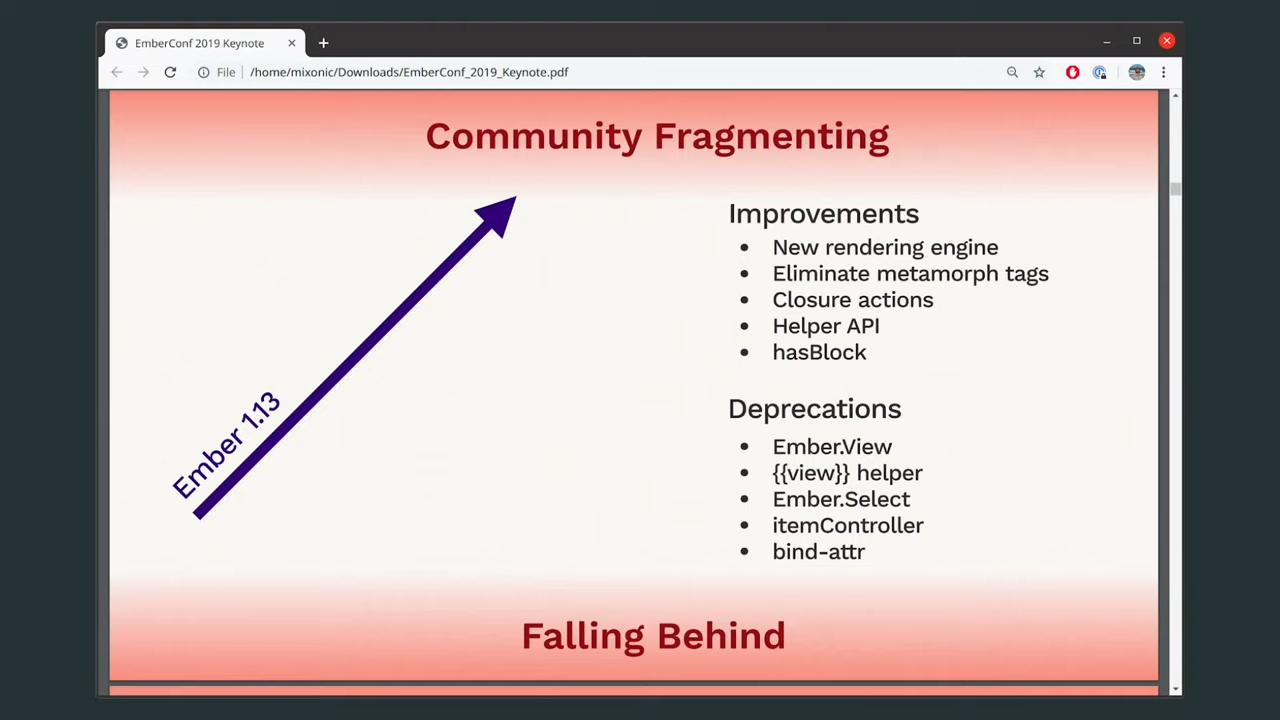 EmberConf 2019 Keynote
File
/home/mixonic/Downloads/EmberConf_2019_Keynote.pdf
Community Fragmenting
Ember 1.13
Improvements
• New rendering engine
• Eliminate metamorph tags
• Closure actions
• Helper API
• hasBlock
Deprecations
• Ember.View
• {{view}} helper
• Ember.Select
• itemController
• bind-attr
Falling Behind